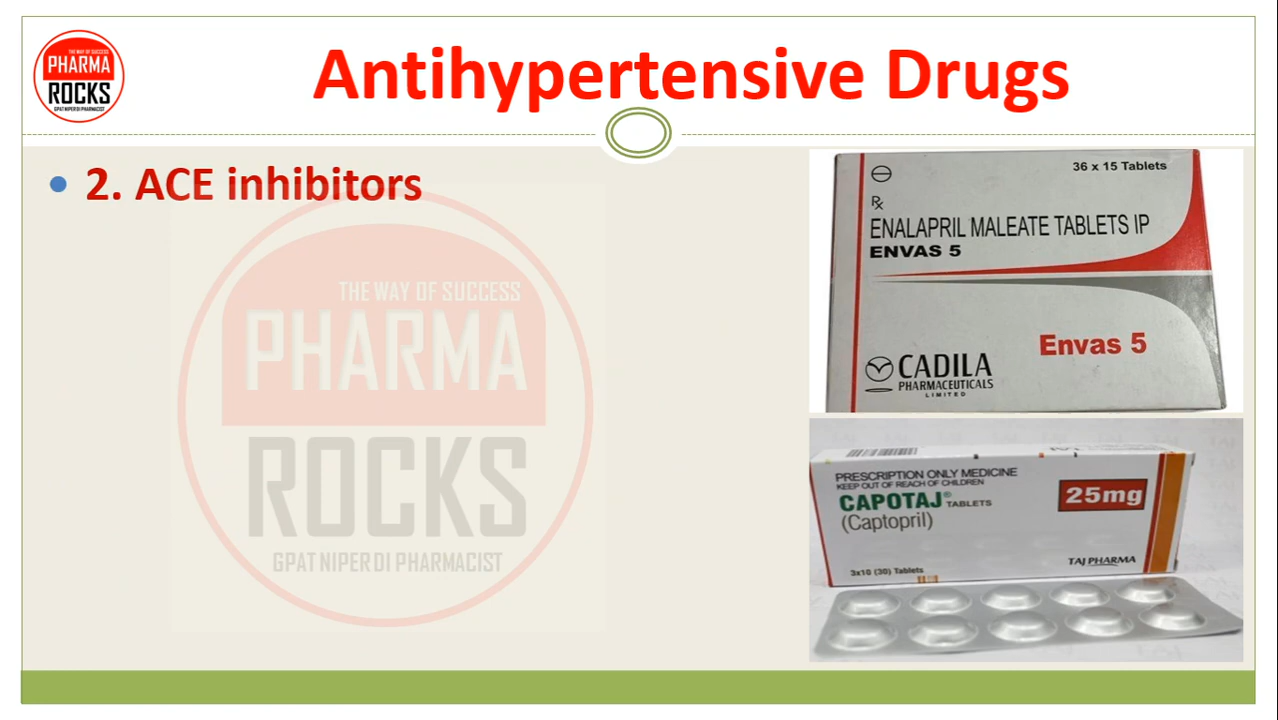 THE WAY OF SUCCESS
PHARMA
ROCKS
GPAT NIPER DI PHARMACIST
Antihypertensive Drugs
• 2. ACE inhibitors
THE WAY OF SUCCESS
PHARMA
ROCKS
GPAT NIPER DI PHARMACIST
36 x 15 Tablets
Rx
ENALAPRIL MALEATE TABLETS IP
ENVAS 5
Envas 5
CADILA
PHARMACEUTICALS
LIMITED
PRESCRIPTION ONLY MEDICINE
KEEP OUT OF REACH OF CHILDREN
CAPOTAJ® TABLETS
25mg
(Captopril)
TAJ PHARMA
3x10 (30) Tablets